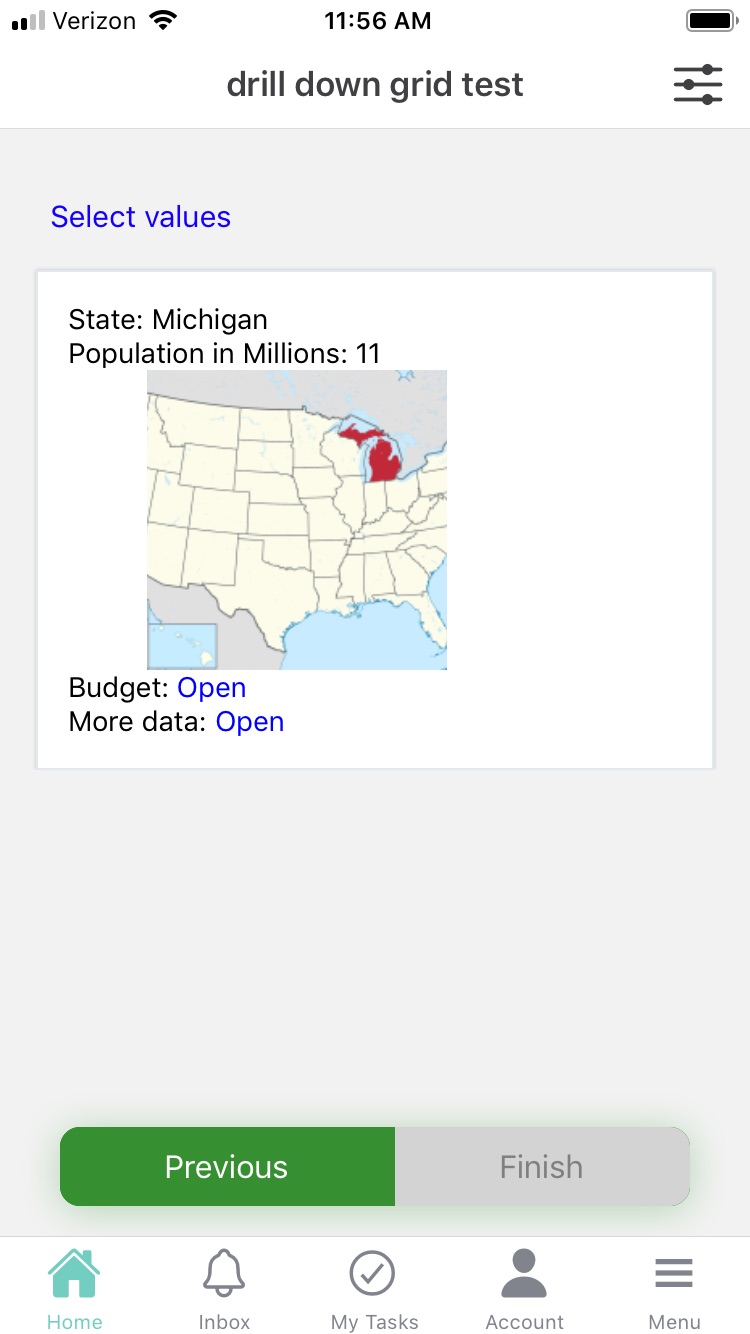 Verizon 11:56 AM
drill down grid test
Select values
State: Michigan
Population in Millions: 11
Budget: Open
More data: Open
Previous Finish
Home Inbox My Tasks Account Menu